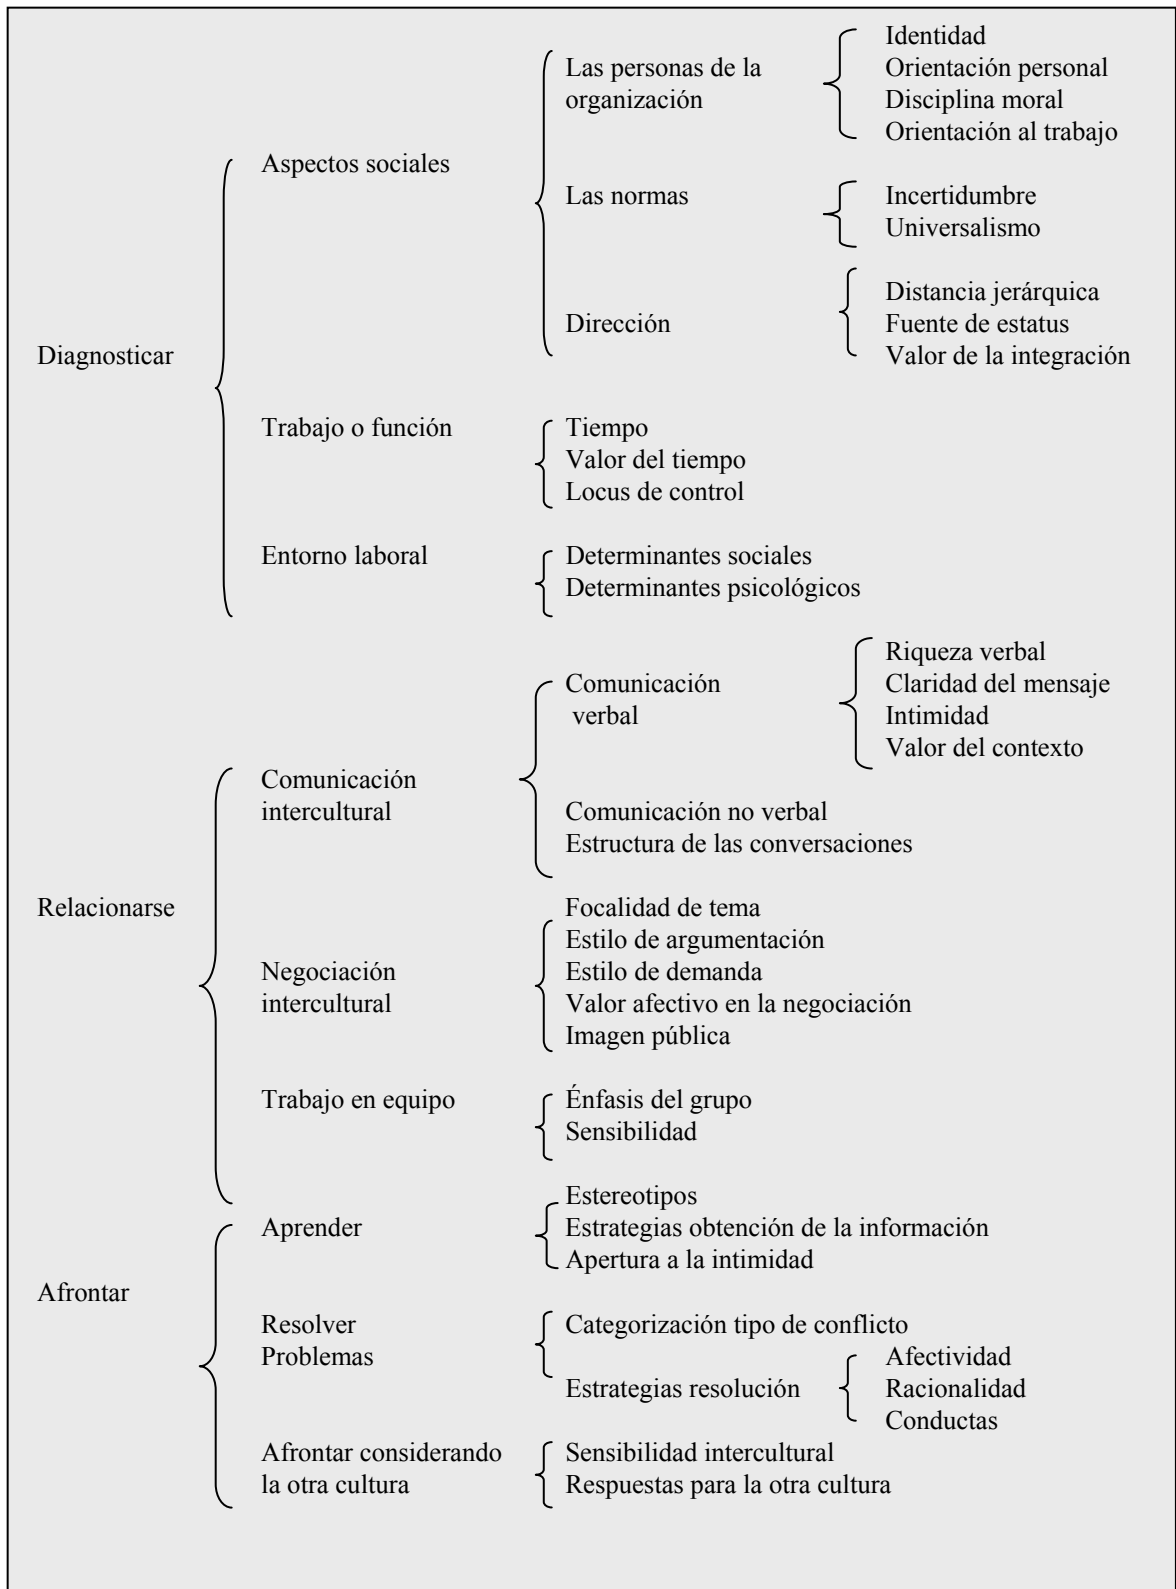 Identidad
Las personas de la
organización
Orientación personal
Disciplina moral
Orientación al trabajo
Aspectos sociales
Las normas
Incertidumbre
Universalismo
Distancia jerárquica
Dirección
Fuente de estatus
Diagnosticar
Valor de la integración
Trabajo o función
Tiempo
Valor del tiempo
Locus de control
Entorno laboral
Determinantes sociales
Determinantes psicológicos
Comunicación
verbal
Riqueza verbal
Claridad del mensaje
Intimidad
Valor del contexto
Comunicación
intercultural
Comunicación no verbal
Estructura de las conversaciones
Relacionarse
Focalidad de tema
Estilo de argumentación
Negociación
intercultural
Estilo de demanda
Valor afectivo en la negociación
Imagen pública
Trabajo en equipo
Énfasis del grupo
Sensibilidad
Estereotipos
Aprender
Estrategias obtención de la información
Apertura a la intimidad
Afrontar
Resolver
Problemas
Categorización tipo de conflicto
Estrategias resolución
Afectividad
Racionalidad
Conductas
Afrontar considerando
la otra cultura
Sensibilidad intercultural
Respuestas para la otra cultura